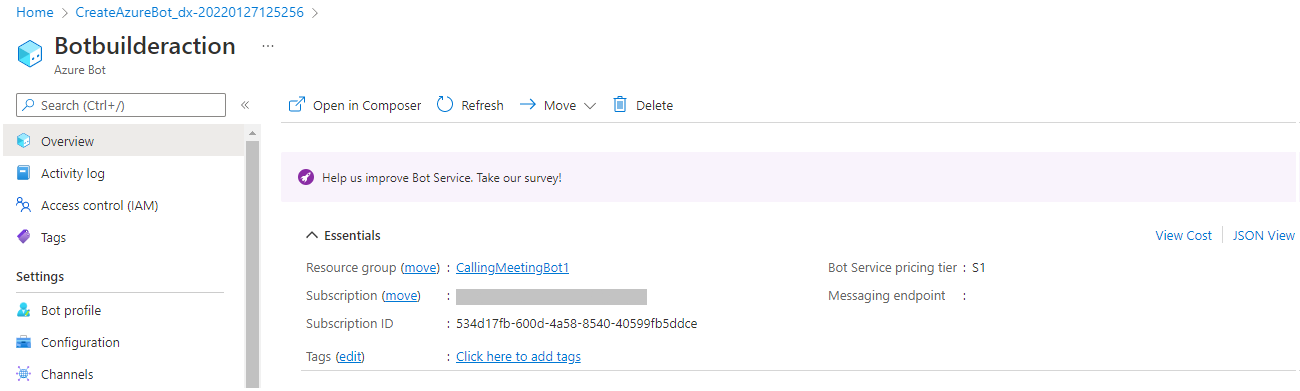 Home > CreateAzureBot_dx-20220127125256 >
Botbuilderaction ...
Azure Bot
Search (Ctrl+/) «
Open in Composer Refresh Move Delete
Overview
Activity log
Access control (IAM)
Tags
Settings
Bot profile
Configuration
Channels
Help us improve Bot Service. Take our survey!
Essentials View Cost JSON View
Resource group (move) : CallingMeetingBot1 Bot Service pricing tier : S1
Subscription (move) : Messaging endpoint :
Subscription ID : 534d17fb-600d-4a58-8540-40599fb5ddce
Tags (edit) : Click here to add tags